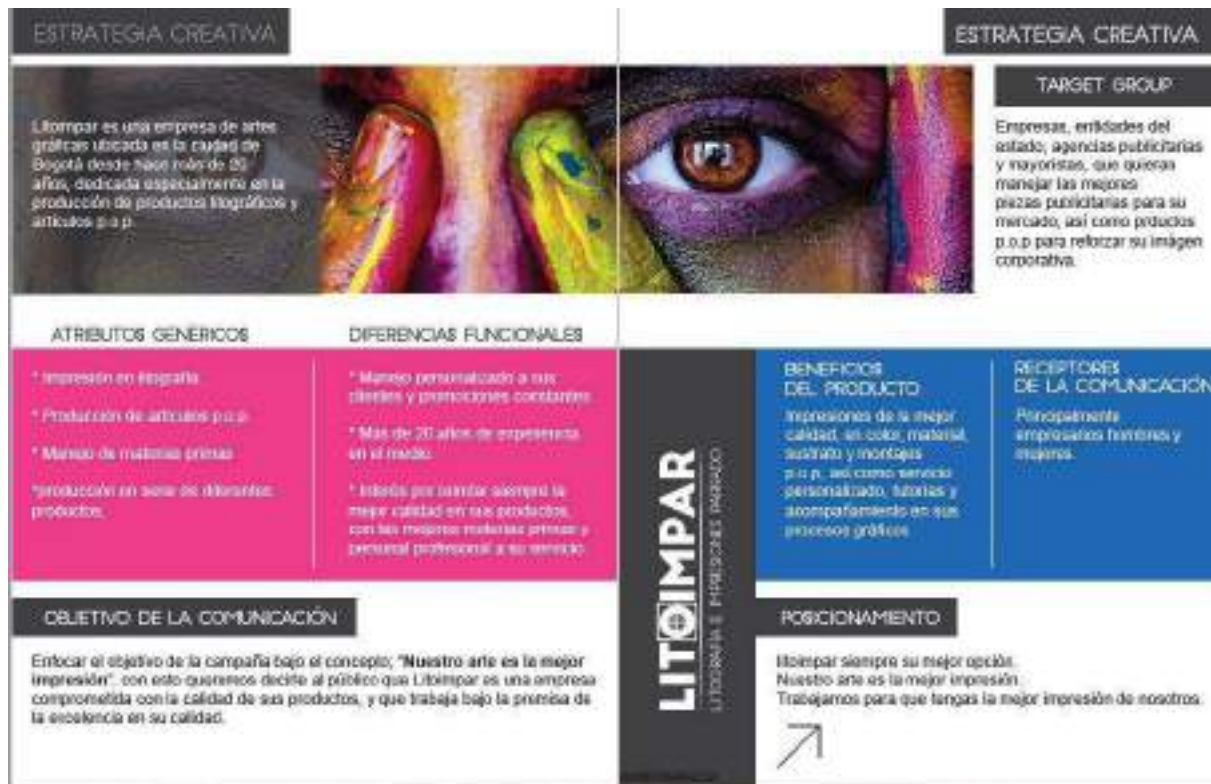 ESTRATEGIA CREATIVA
Litoimpar es una empresa de artes
gráficas ubicada en la ciudad de
Bogotá desde hace más de 20
años, dedicada especialmente en la
producción de productos litográficos y
artículos p.o.p.
ATRIBUTOS GENÉRICOS
* Impresión en litografía
* Producción de artículos p.o.p
* Manejo de materias primas
*producción en serie de diferentes
productos.
DIFERENCIAS FUNCIONALES
* Manejo personalizado a sus
clientes y promociones constantes
* Más de 20 años de experiencia
en el medio.
* Interés por brindar siempre la
mejor calidad en sus productos,
con las mejores materias primas y
personal profesional a su servicio
OBJETIVO DE LA COMUNICACIÓN
Enfocar el objetivo de la campaña bajo el concepto; "Nuestro arte es la mejor
impresión", con esto queremos decirle al público que Litoimpar es una empresa
comprometida con la calidad de sus productos, y que trabaja bajo la premisa de
la excelencia en su calidad.
ESTRATEGIA CREATIVA
TARGET GROUP
Empresas, entidades del
estado, agencias publicitarias
y mayoristas, que quieran
manejar las mejores
piezas publicitarias para su
mercado, así como prductos
p.o.p para reforzar su imágen
corporativa.
LITOIMPAR
LITOGRAFÍA E IMPRESIONES
BENEFICIOS
DEL PRODUCTO
Impresiones de la mejor
calidad, en color, material,
sustrato y montajes
p.o.p, así como servicio
personalizado, tutorías y
acompañamiento en sus
procesos gráficos
RECEPTORES
DE LA COMUNICACIÓN
Principalmente
empresarios hombres y
mujeres.
POSICIONAMIENTO
litoimpar siempre su mejor opción.
Nuestro arte es la mejor impresión.
Trabajamos para que tengas la mejor impresión de nosotros.